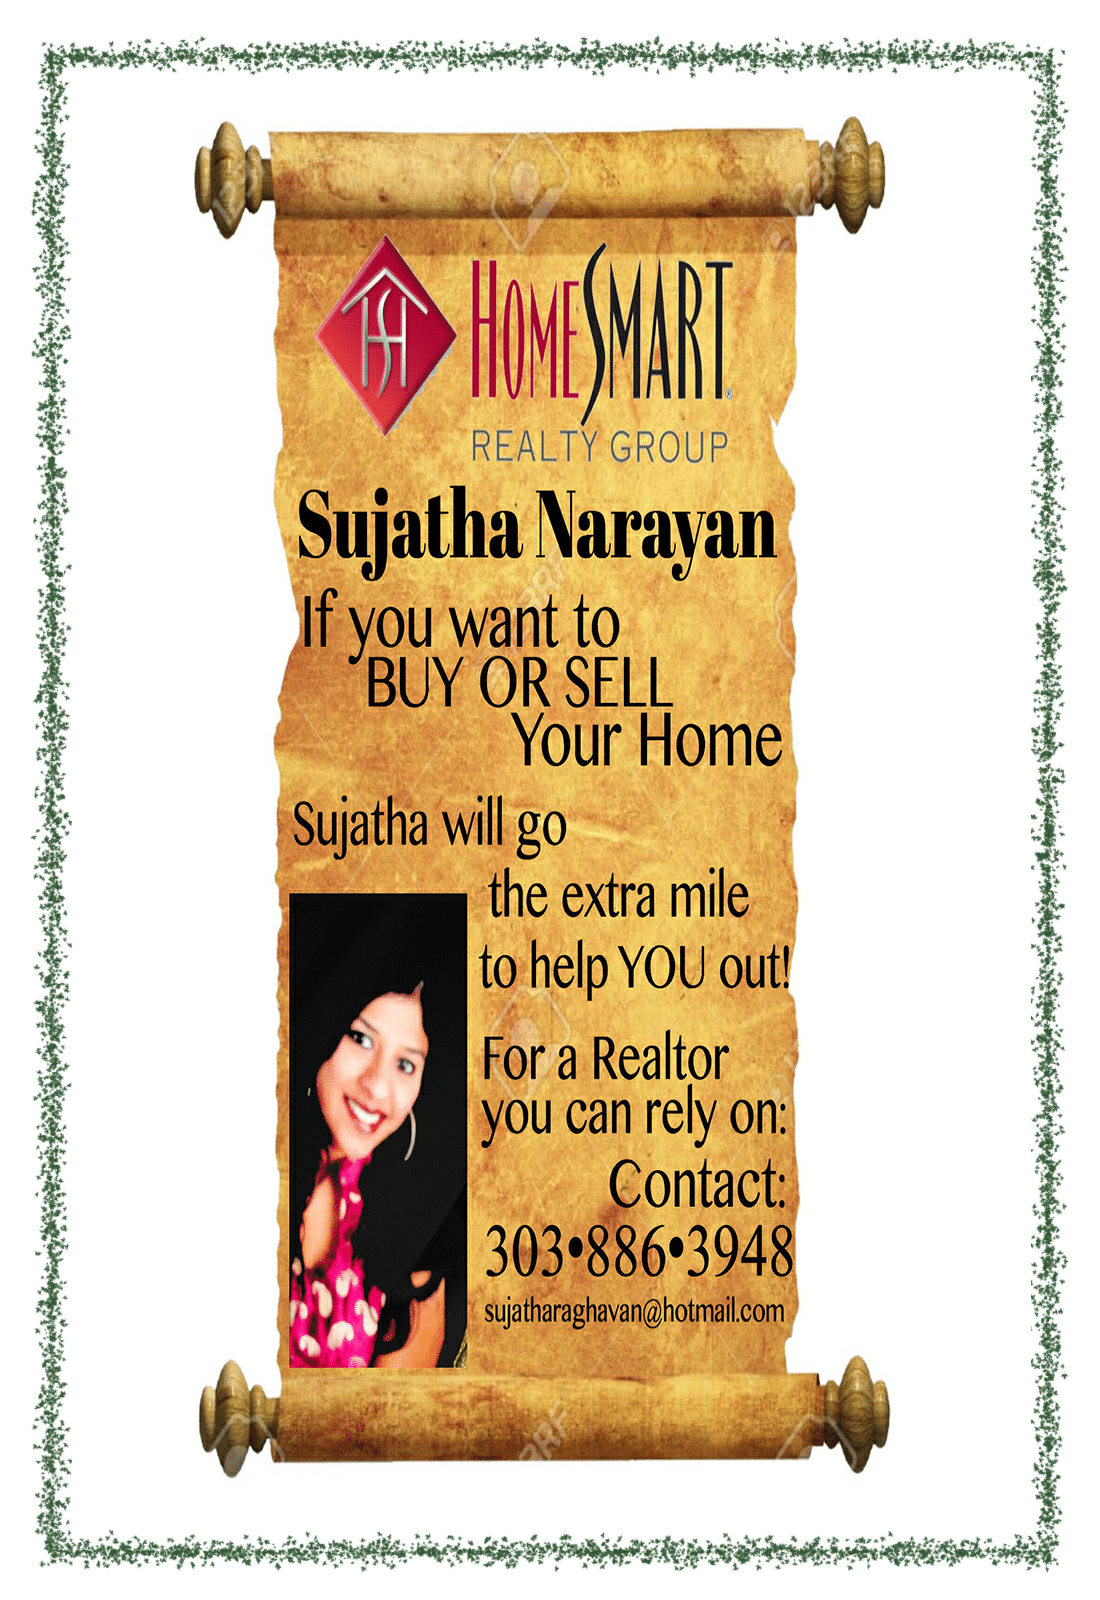 HOMESMART®
REALTY GROUP
Sujatha Narayan
If you want to
BUY OR SELL
Your Home
Sujatha will go
the extra mile
to help YOU out!
For a Realtor
you can rely on:
Contact:
303•886•3948
sujatharaghavan@hotmail.com